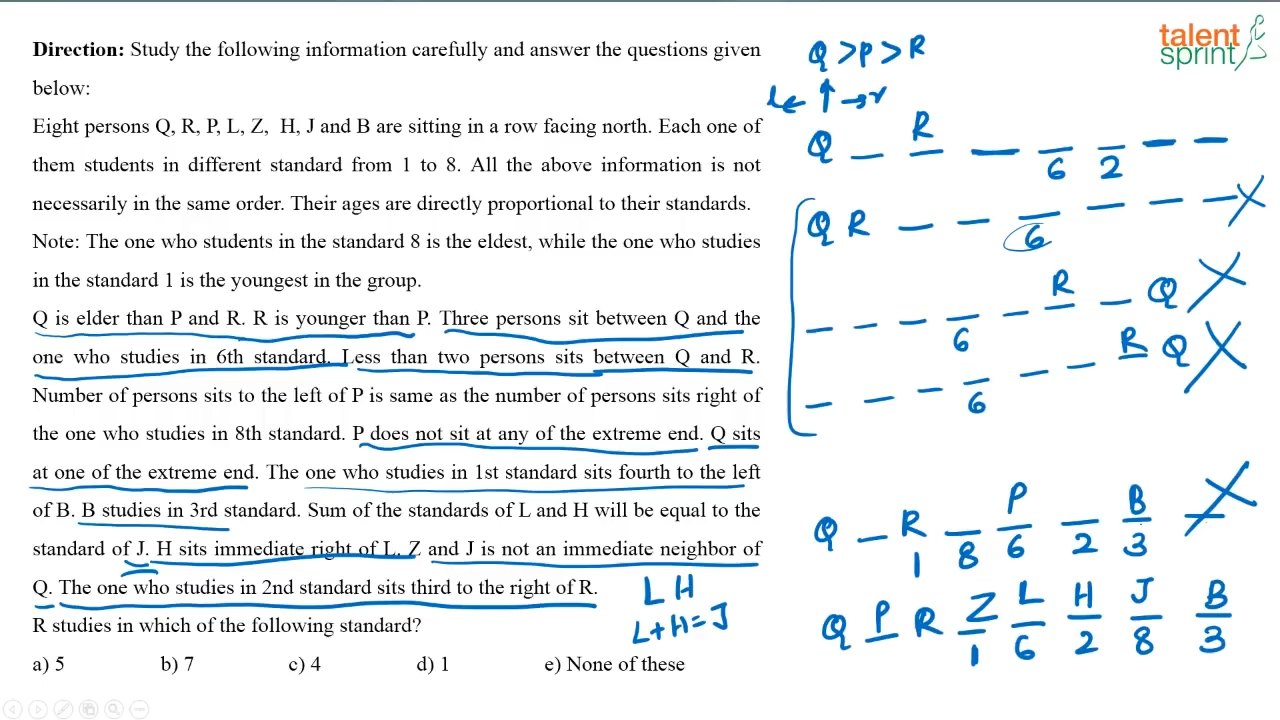 Direction: Study the following information carefully and answer the questions given
below:
Eight persons Q, R, P, L, Z, H, J and B are sitting in a row facing north. Each one of
them students in different standard from 1 to 8. All the above information is not
necessarily in the same order. Their ages are directly proportional to their standards.
Note: The one who students in the standard 8 is the eldest, while the one who studies
in the standard 1 is the youngest in the group.
Q is elder than P and R. R is younger than P. Three persons sit between Q and the
one who studies in 6th standard. Less than two persons sits between Q and R.
Number of persons sits to the left of P is same as the number of persons sits right of
the one who studies in 8th standard. P does not sit at any of the extreme end. Q sits
at one of the extreme end. The one who studies in 1st standard sits fourth to the left
of B. B studies in 3rd standard. Sum of the standards of L and H will be equal to the
standard of J. H sits immediate right of L. Z and J is not an immediate neighbor of
Q. The one who studies in 2nd standard sits third to the right of R.
R studies in which of the following standard?
a) 5 b) 7 c) 4 d) 1 e) None of these
L H
L+H=J
talent
sprint
Q >P > R
l ← ↑ → r
Q R
6 2
Q R
6
R Q
6
R Q
6
Q R P B
1 8 6 2 3
Q P R Z L H J B
1 6 2 8 3